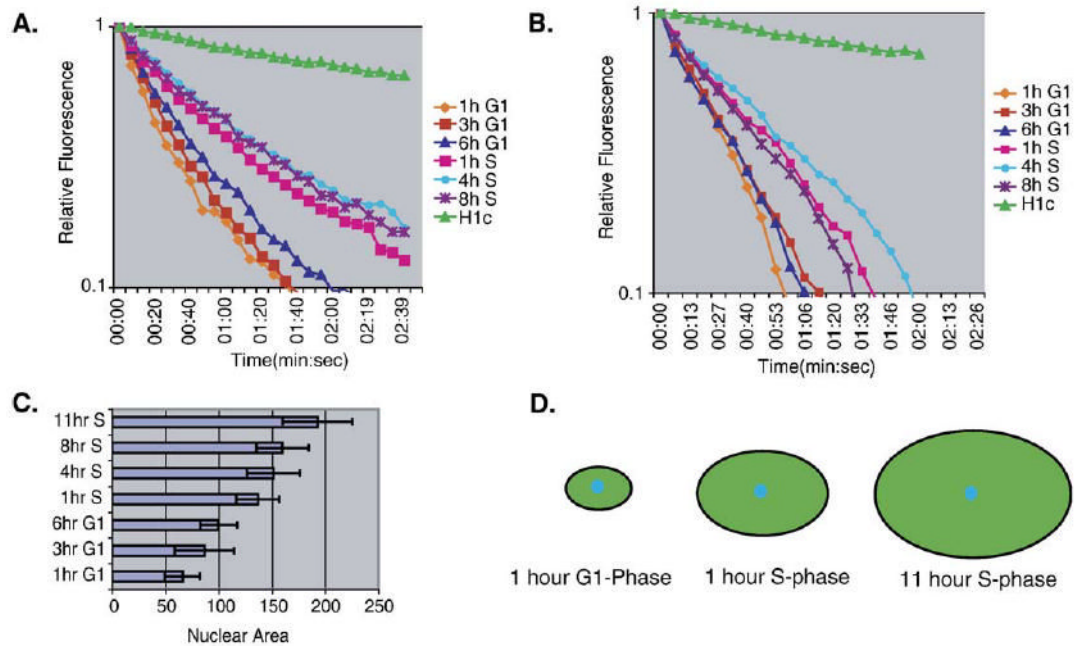 A.
1
0.1
Relative Fluorescence
00:00
00:20
00:40
01:00
01:20
01:40
02:00
02:19
02:39
Time(min:sec)
1h G1
3h G1
6h G1
1h S
4h S
8h S
H1c
B.
1
0.1
Relative Fluorescence
00:00
00:13
00:27
00:40
00:53
01:06
01:20
01:33
01:46
02:00
02:13
02:26
Time(min:sec)
1h G1
3h G1
6h G1
1h S
4h S
8h S
H1c
C.
11hr S
8hr S
4hr S
1hr S
6hr G1
3hr G1
1hr G1
0 50 100 150 200 250
Nuclear Area
D.
1 hour G1-Phase
1 hour S-phase
11 hour S-phase